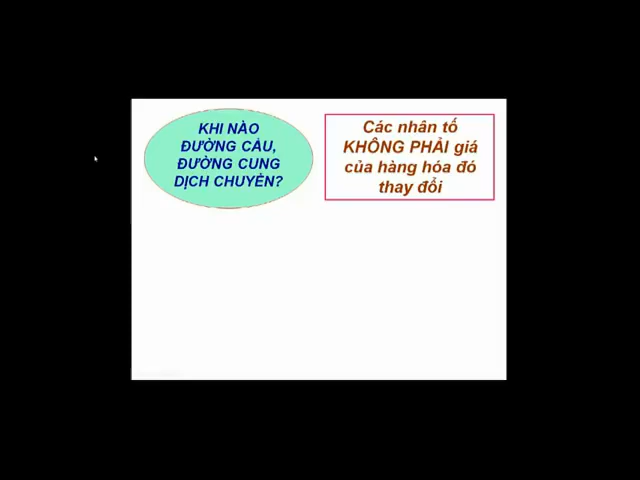 KHI NÀO
ĐƯỜNG CẦU,
ĐƯỜNG CUNG
DỊCH CHUYỂN?
Các nhân tố
KHÔNG PHẢI giá
của hàng hóa đó
thay đổi